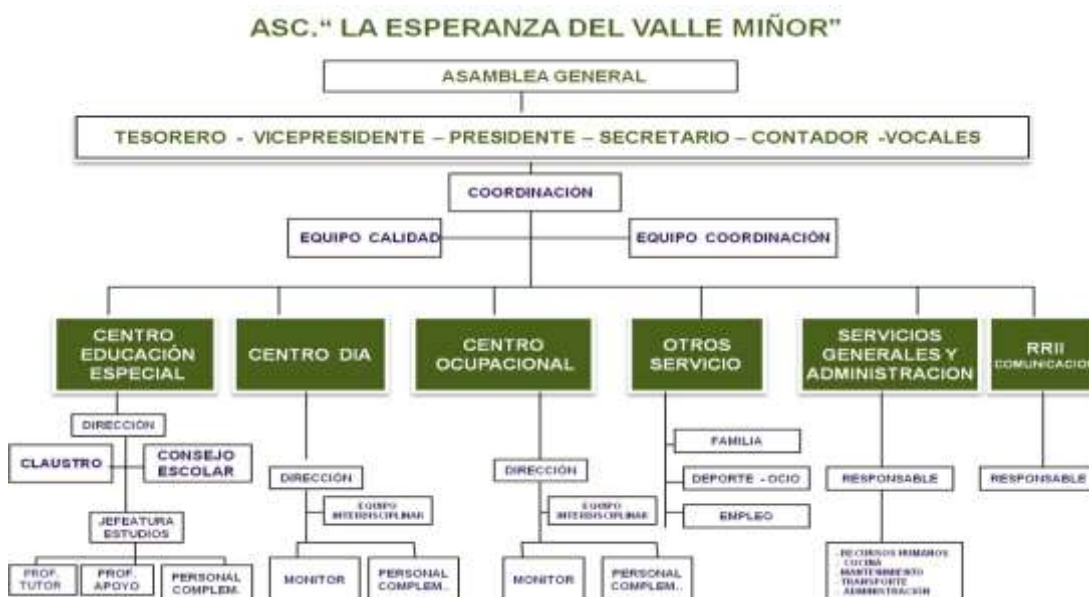 ASC." LA ESPERANZA DEL VALLE MIÑOR"
ASAMBLEA GENERAL
TESORERO - VICEPRESIDENTE – PRESIDENTE – SECRETARIO – CONTADOR -VOCALES
COORDINACIÓN
EQUIPO CALIDAD
EQUIPO COORDINACIÓN
CENTRO
EDUCACIÓN
ESPECIAL
CENTRO DIA
CENTRO
OCUPACIONAL
OTROS
SERVICIO
SERVICIOS
GENERALES Y
ADMINISTRACION
RRII
COMUNICACION
DIRECCIÓN
CLAUSTRO
CONSEJO
ESCOLAR
JEFEATURA
ESTUDIOS
PROF.
TUTOR
PROF.
APOYO
PERSONAL
COMPLEM.
DIRECCIÓN
EQUIPO
INTERDISCIPLINAR
MONITOR
PERSONAL
COMPLEM..
DIRECCIÓN
EQUIPO
INTERDISCIPLINAR
MONITOR
PERSONAL
COMPLEM..
FAMILIA
DEPORTE - OCIO
EMPLEO
RESPONSABLE
- RECURSOS HUMANOS
- COCINA
- MANTENIMIENTO
- TRANSPORTE
- ADMINISTRACIÓN
RESPONSABLE